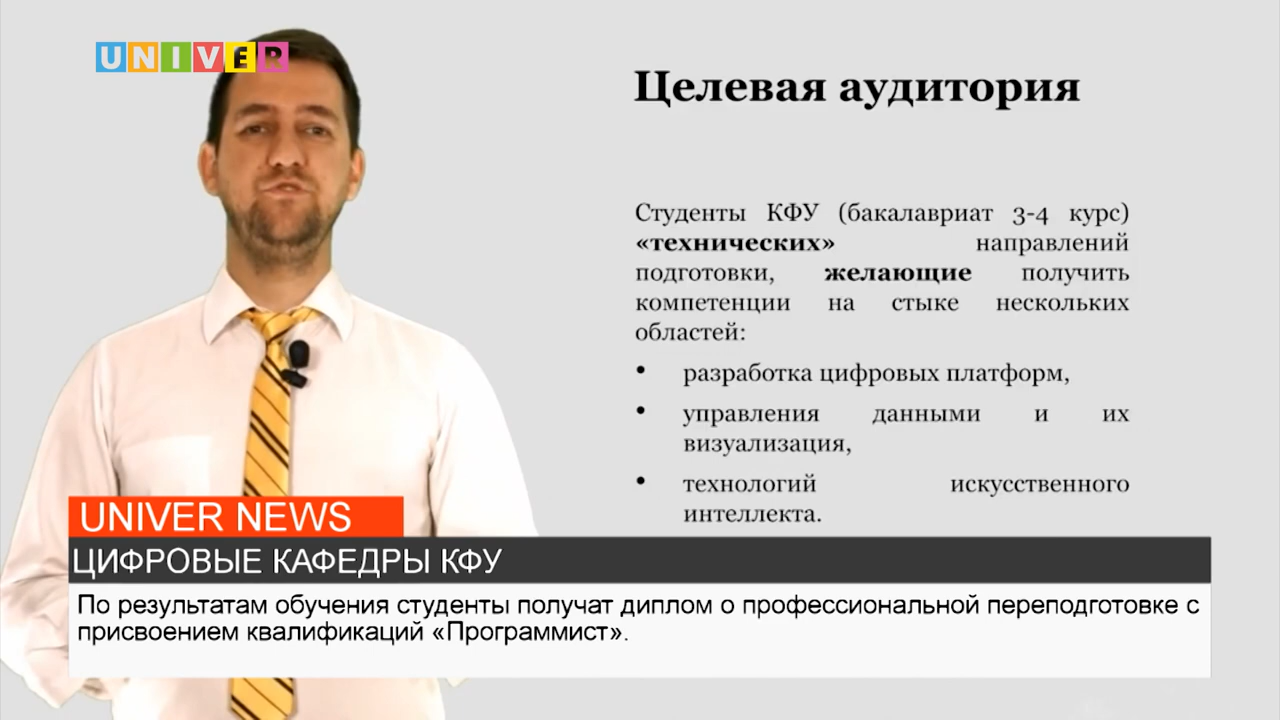 UNIVER
Целевая аудитория
Студенты КФУ (бакалавриат 3-4 курс)
«технических» направлений
подготовки, желающие получить
компетенции на стыке нескольких
областей:
• разработка цифровых платформ,
• управления данными и их
визуализация,
• технологий искусственного
интеллекта.
UNIVER NEWS
ЦИФРОВЫЕ КАФЕДРЫ КФУ
По результатам обучения студенты получат диплом о профессиональной переподготовке с
присвоением квалификаций «Программист».